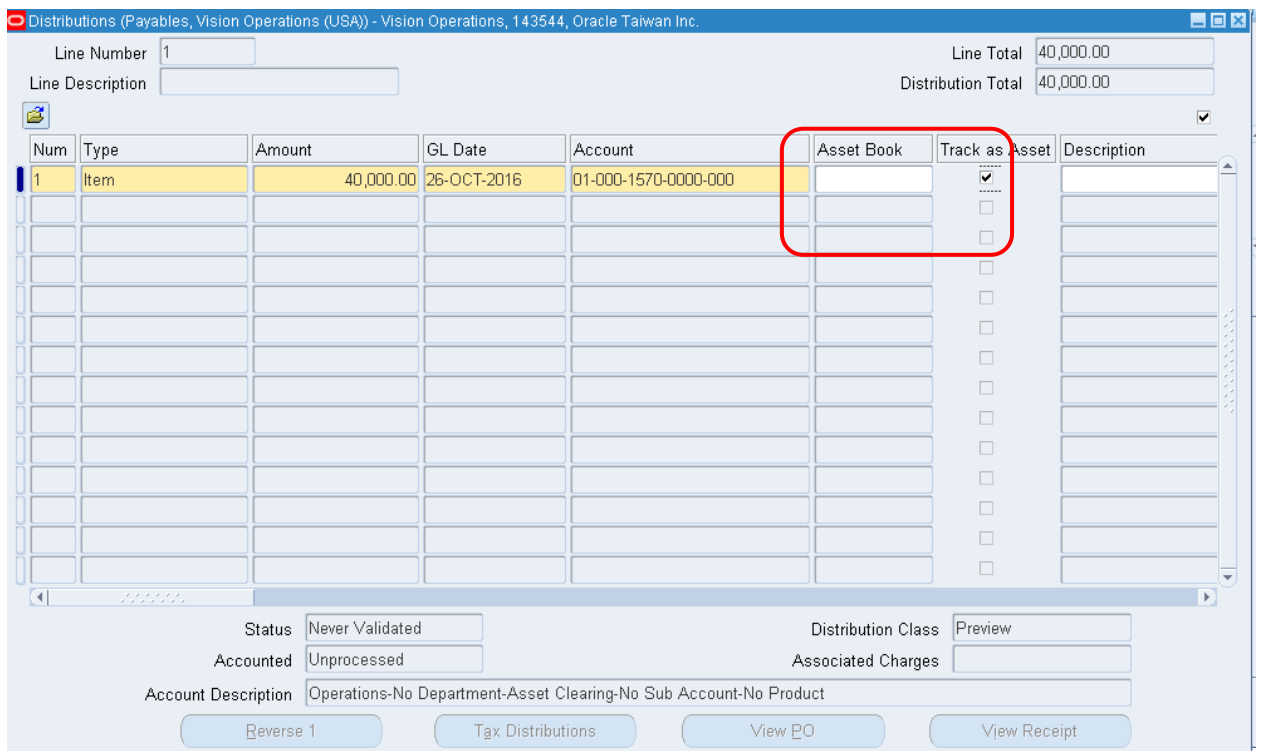 Distributions (Payables, Vision Operations (USA)) - Vision Operations, 143544, Oracle Taiwan Inc.
Line Number 1 Line Total 40,000.00
Line Description Distribution Total 40,000.00
Num Type Amount GL Date Account Asset Book Track as Asset Description
1 Item 40,000.00 26-OCT-2016 01-000-1570-0000-000
Status Never Validated Distribution Class Preview
Accounted Unprocessed Associated Charges
Account Description Operations-No Department-Asset Clearing-No Sub Account-No Product
Reverse 1 Tax Distributions View PO View Receipt